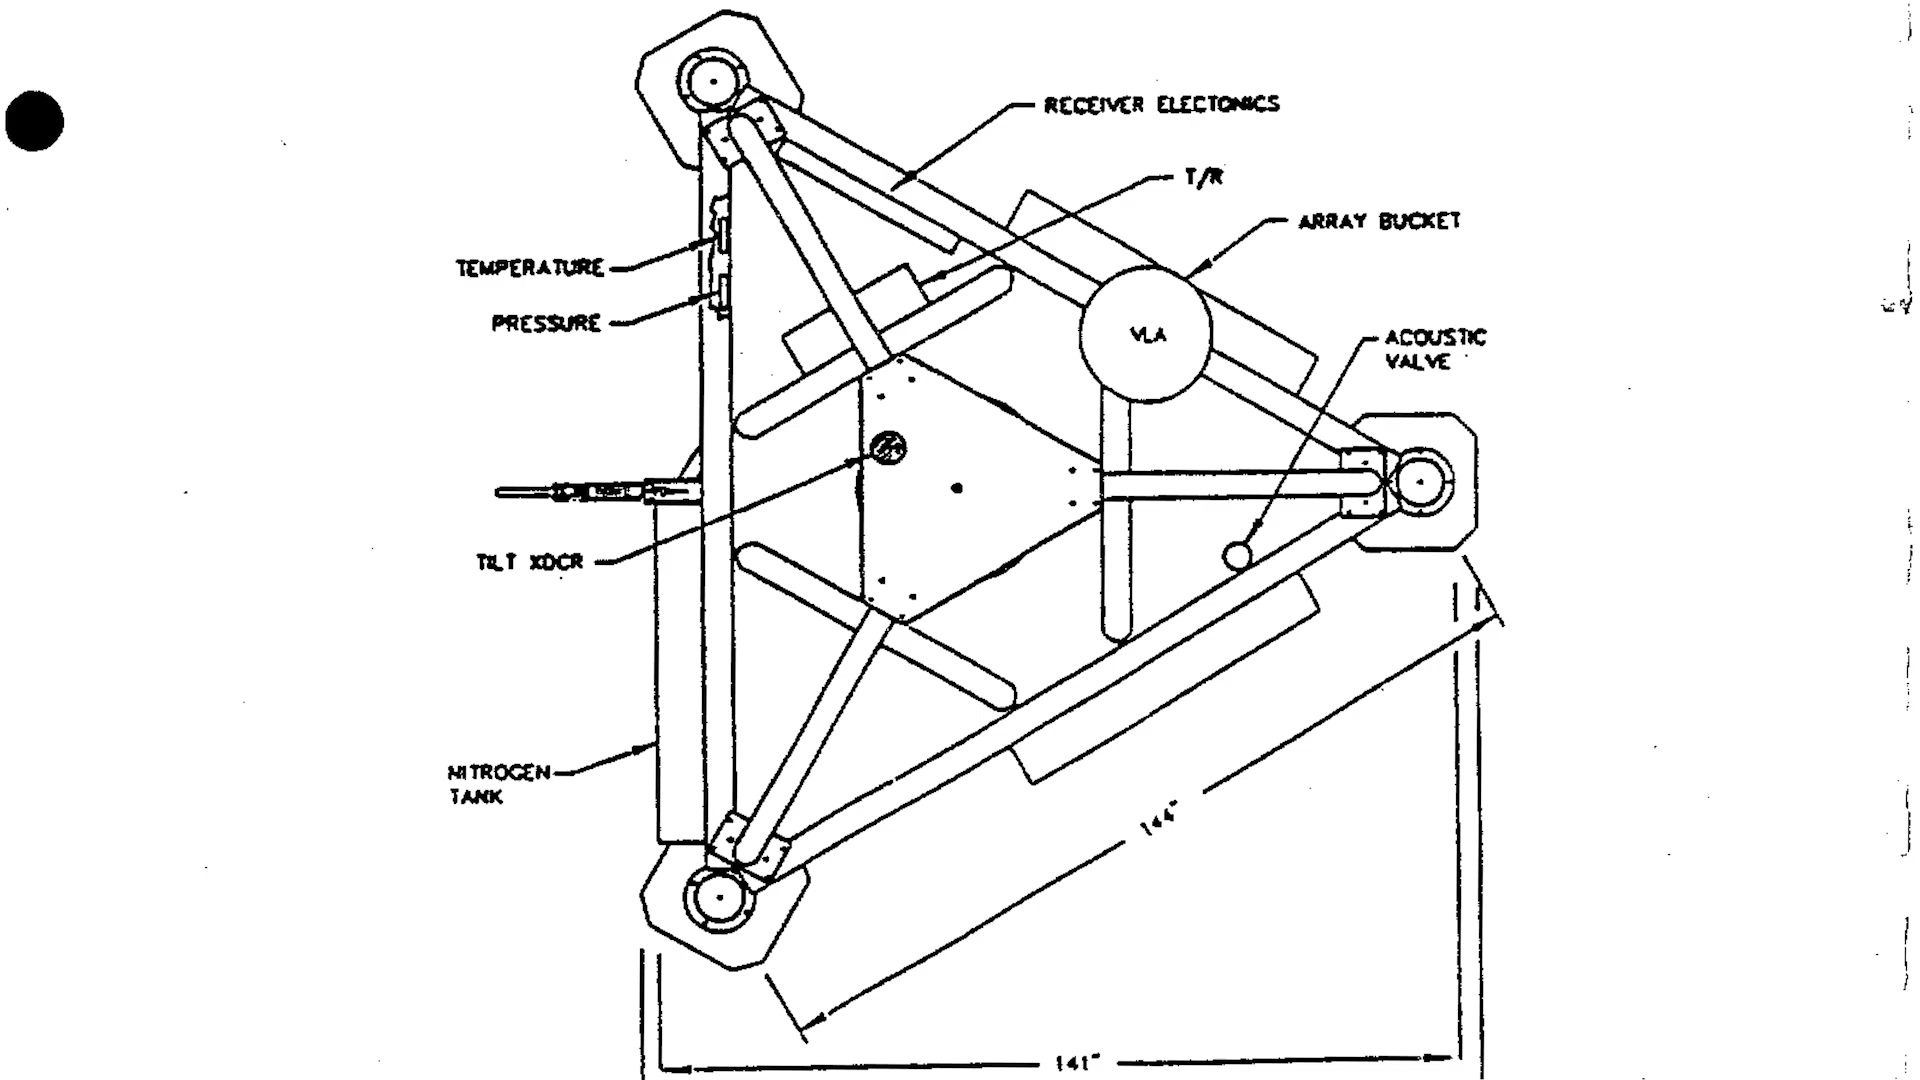 RECEIVER ELECTONICS
T/R
ARRAY BUCKET
TEMPERATURE
PRESSURE
VLA
ACOUSTIC
VALVE
TILT XDCR
NITROGEN
TANK
144"
141"